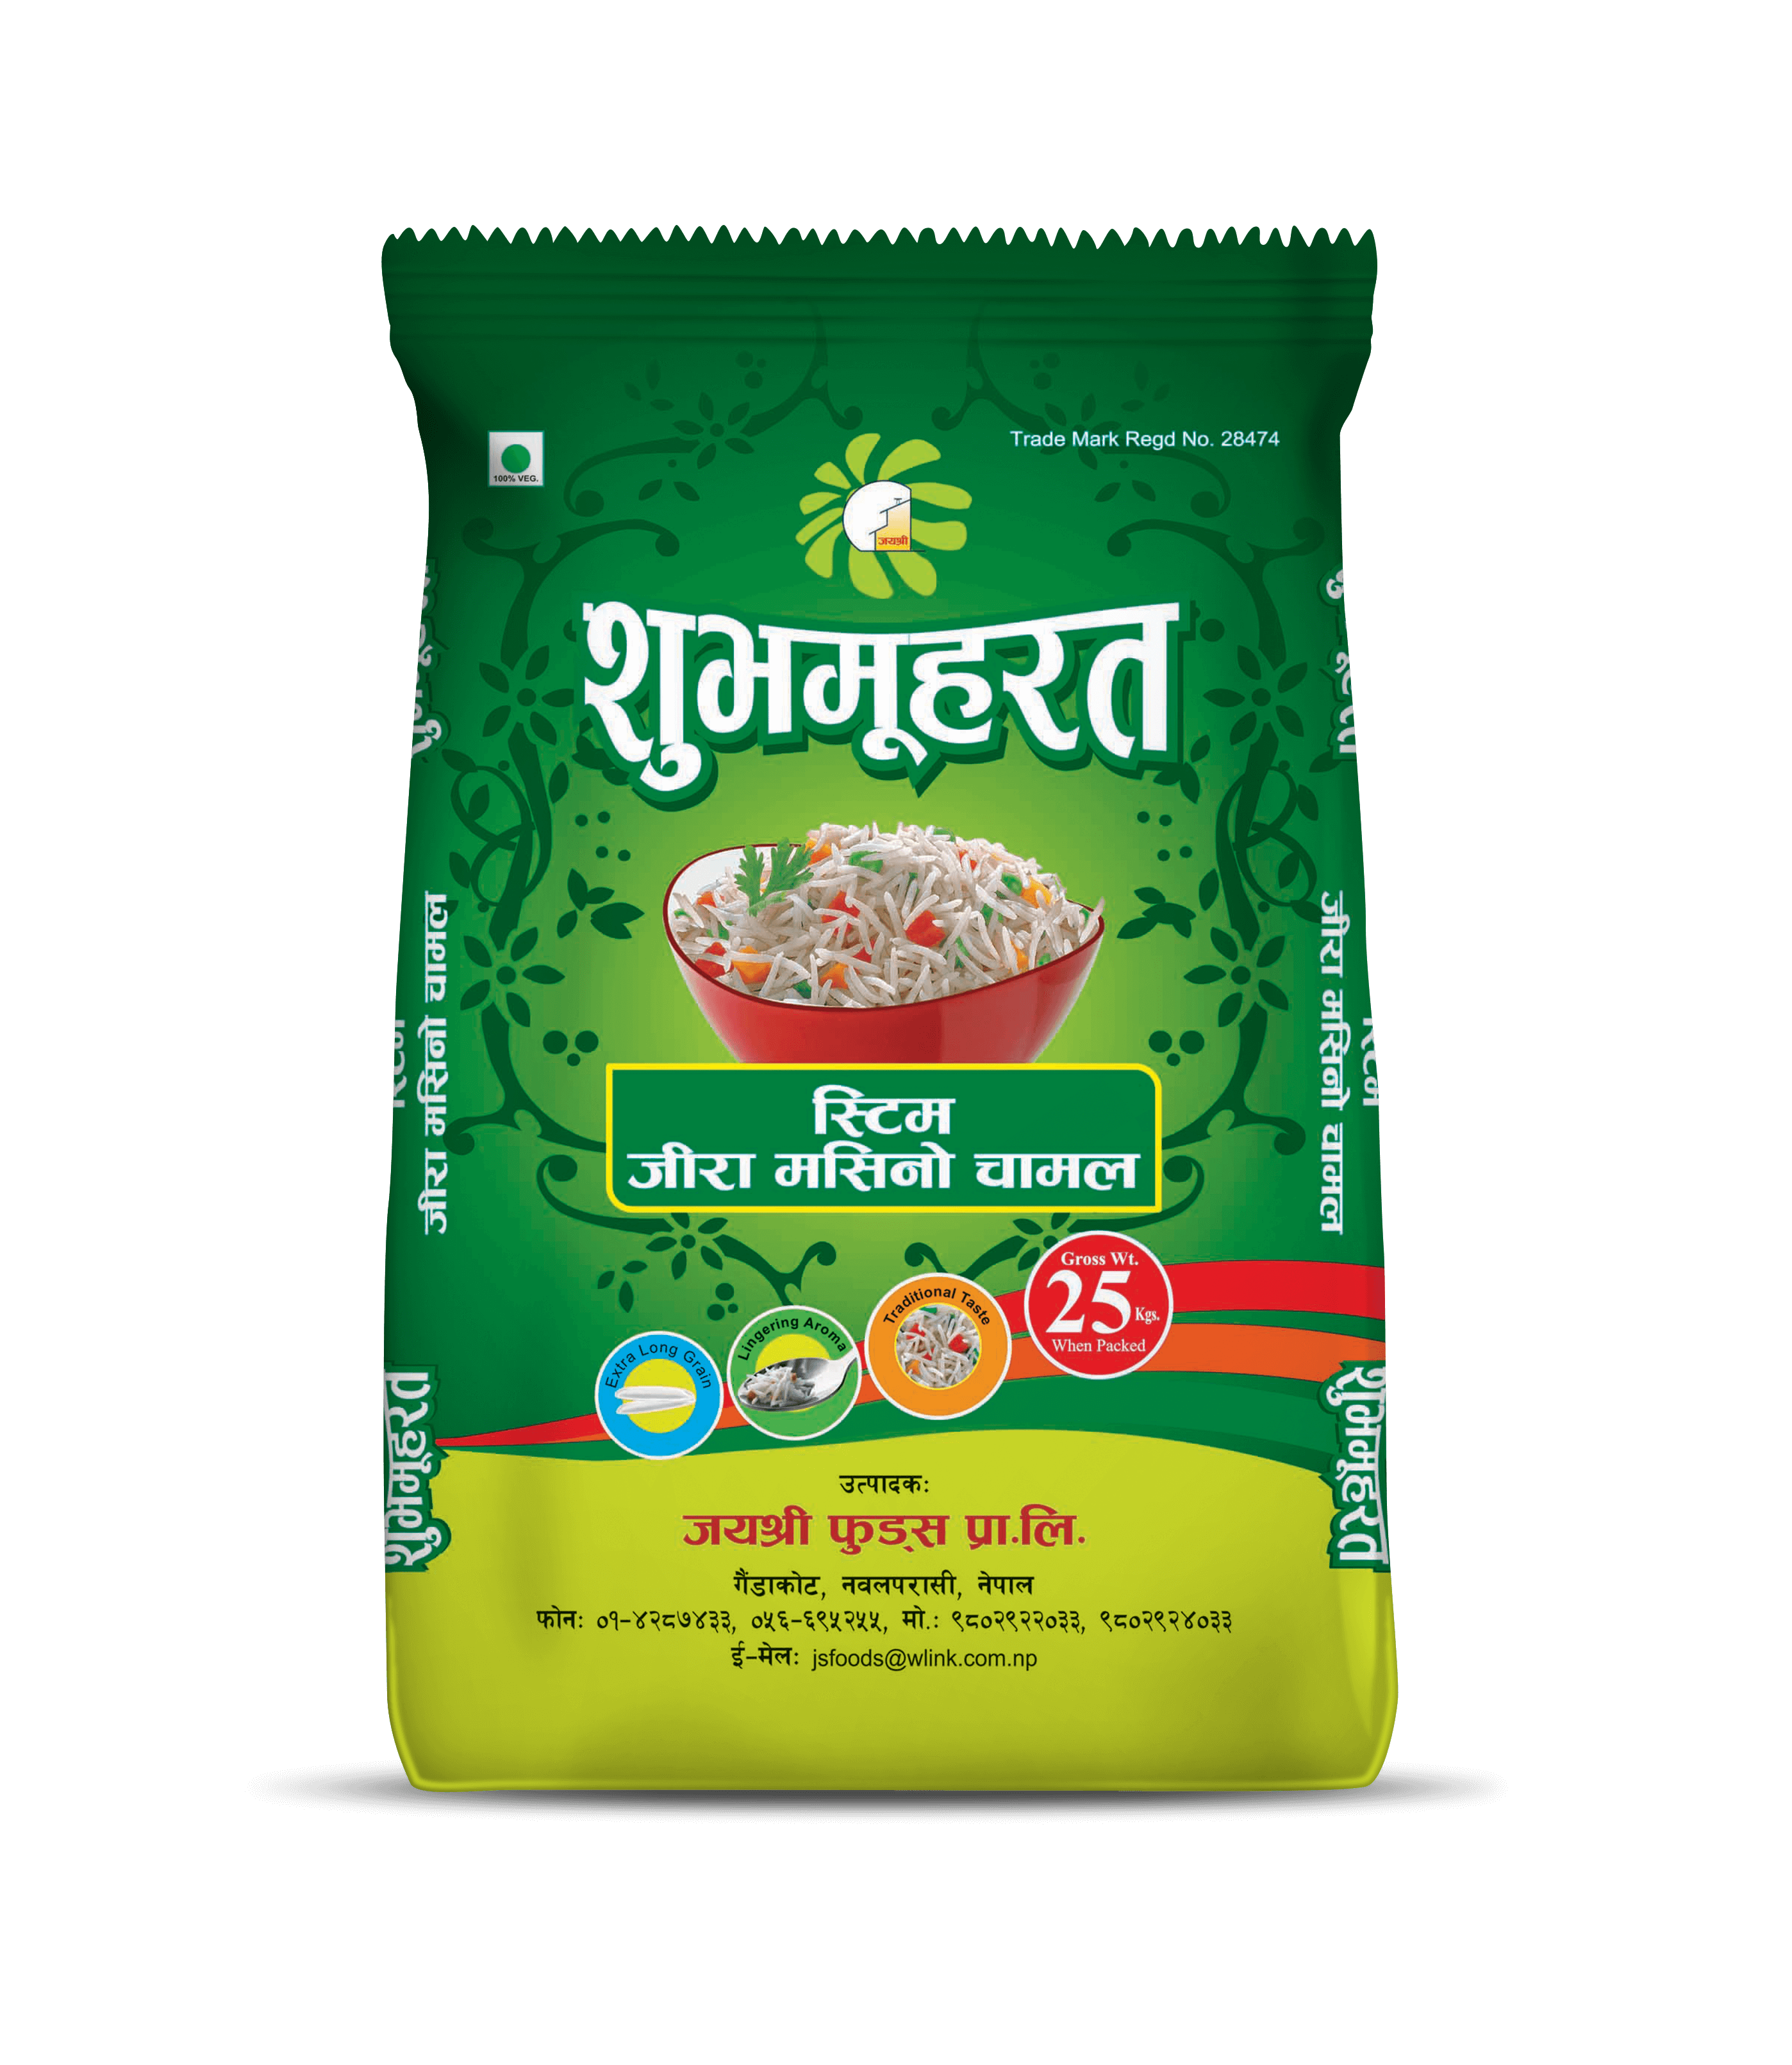 Trade Mark Regd No. 28474
100% VEG.
जयश्री
शुभमूहरत
स्टिम
जीरा मसिनो चामल
Gross Wt.
25 Kgs.
When Packed
Traditional Taste
Lingering Aroma
Extra Long Grain
उत्पादकः
जयश्री फुड्स प्रा.लि.
गैंडाकोट, नवलपरासी, नेपाल
फोनः ०१-४२८७४३३, ०५६-६९५२५५, मो.: ९८०२९२२०३३, ९८०२९२४०३३
ई-मेलः jsfoods@wlink.com.np
जीरा मसिनो चामल
शुभमूहरत
जीरा मसिनो चामल
शुभमूहरत